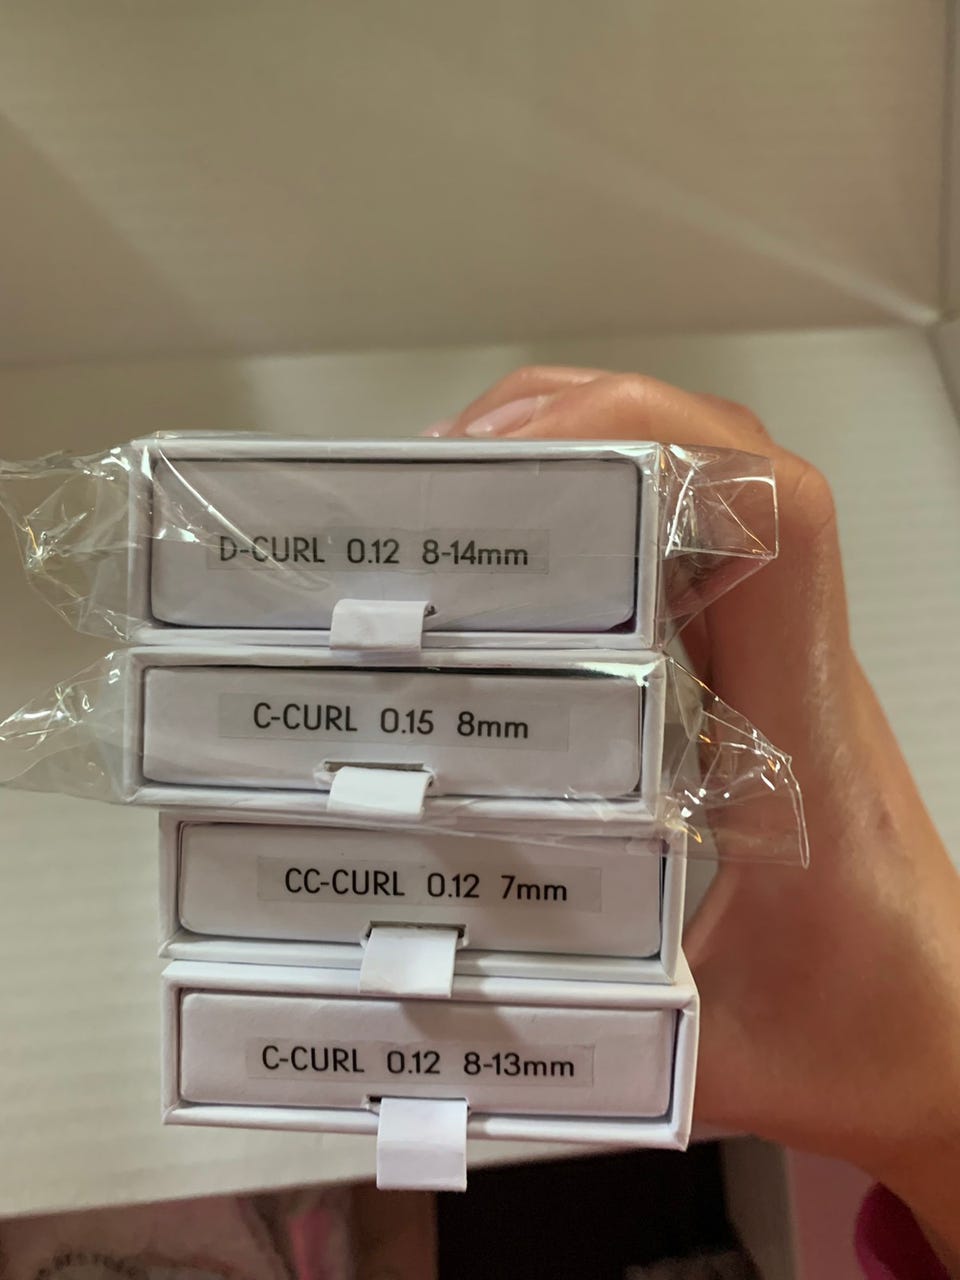 D-CURL 0.12 8-14mm
C-CURL 0.15 8mm
CC-CURL 0.12 7mm
C-CURL 0.12 8-13mm